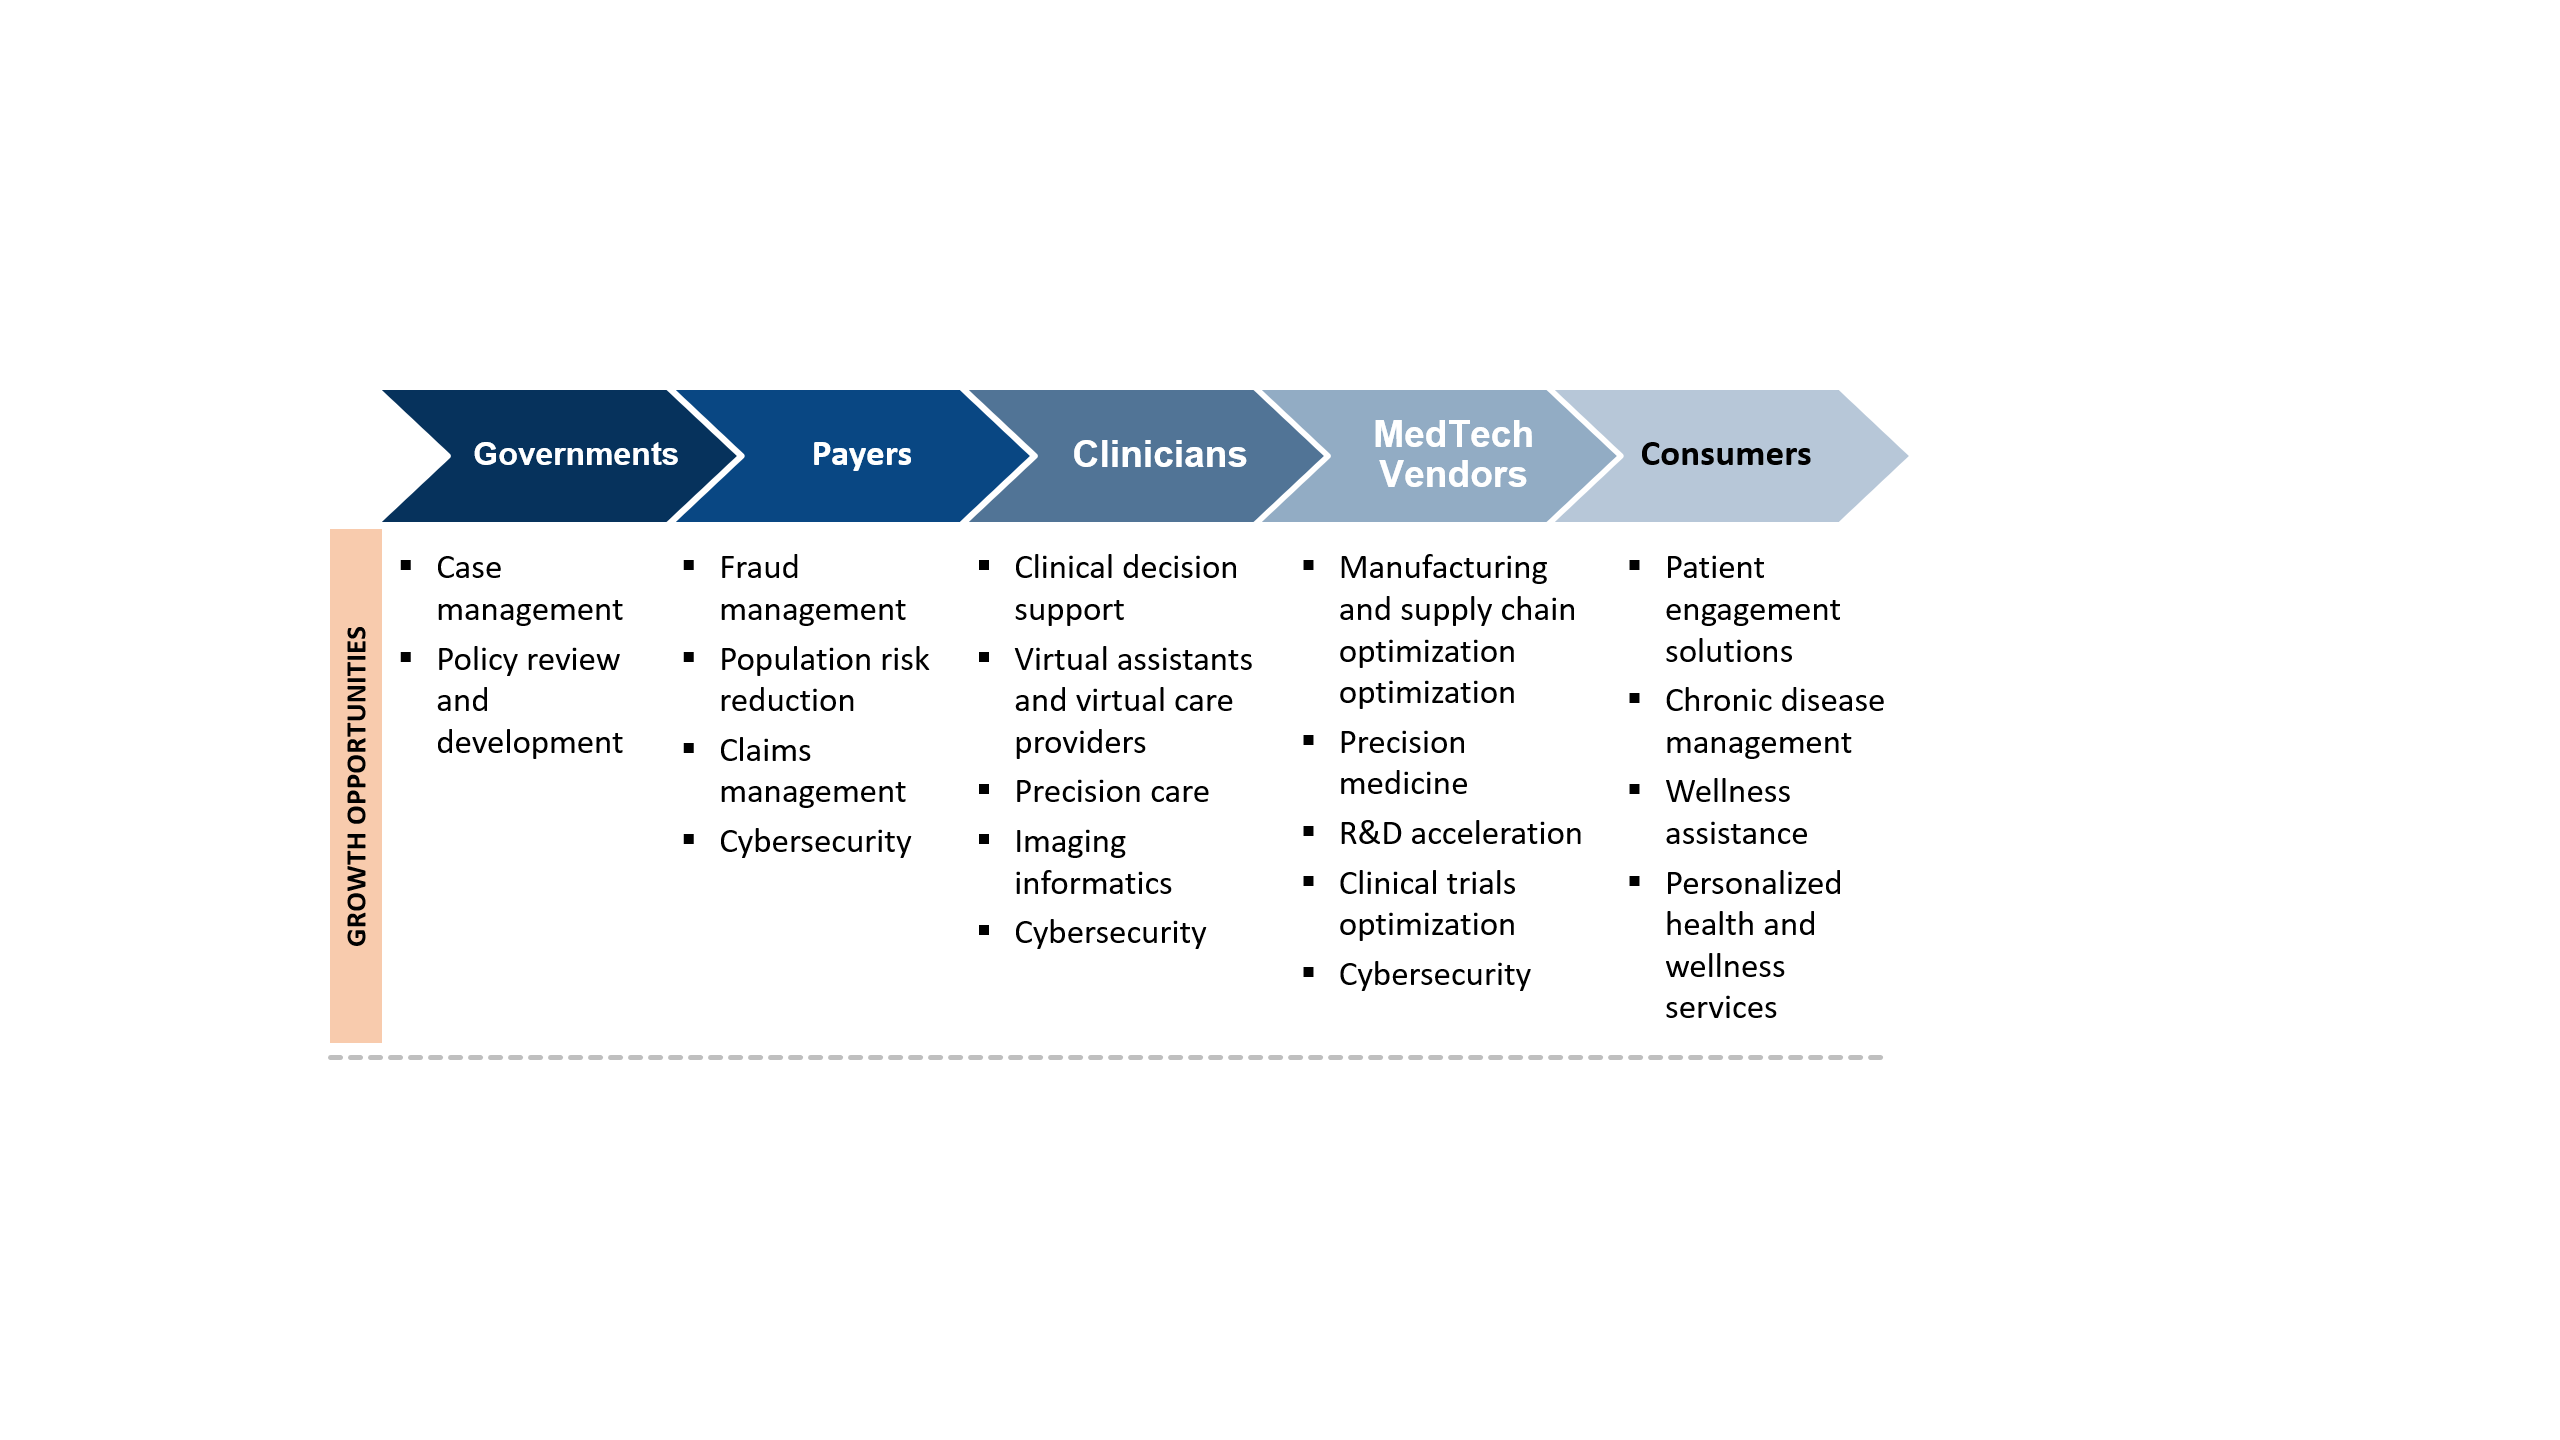 Governments
Payers
Clinicians
MedTech
Vendors
Consumers
GROWTH OPPORTUNITIES
▪ Case
management
▪ Policy review
and
development
▪ Fraud
management
▪ Population risk
reduction
▪ Claims
management
▪ Cybersecurity
▪ Clinical decision
support
▪ Virtual assistants
and virtual care
providers
▪ Precision care
▪ Imaging
informatics
▪ Cybersecurity
▪ Manufacturing
and supply chain
optimization
optimization
▪ Precision
medicine
▪ R&D acceleration
▪ Clinical trials
optimization
▪ Cybersecurity
▪ Patient
engagement
solutions
▪ Chronic disease
management
▪ Wellness
assistance
▪ Personalized
health and
wellness
services